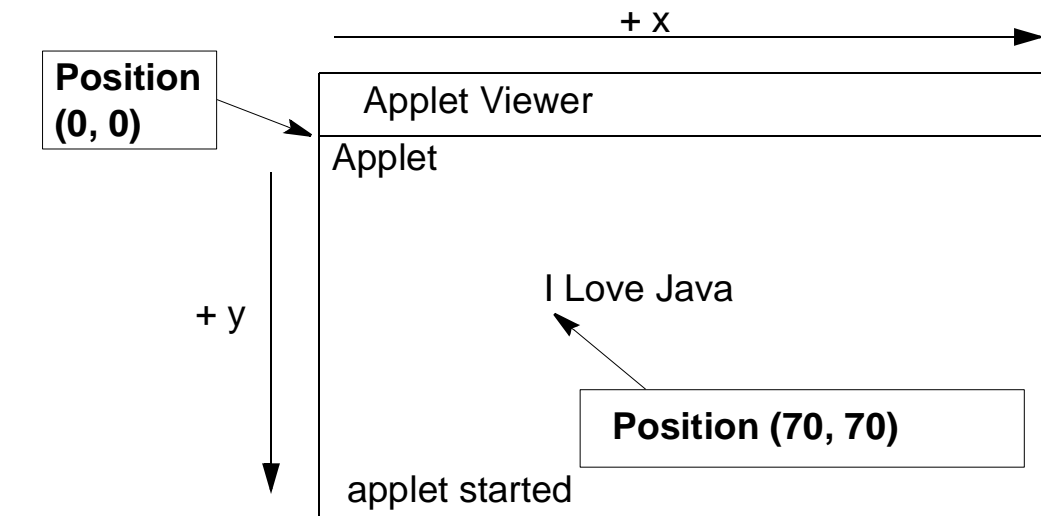 + x
Position
(0, 0)
Applet Viewer
Applet
I Love Java
+ y
Position (70, 70)
applet started